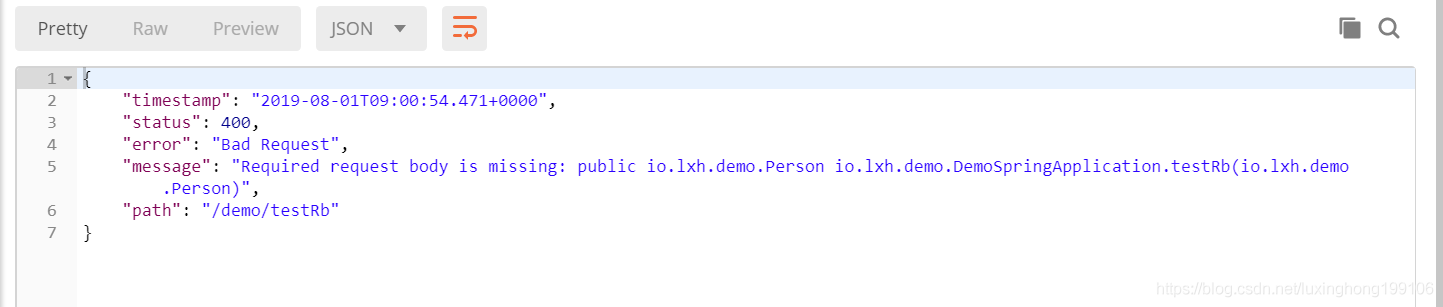 Pretty Raw Preview JSON
1 {
2 "timestamp": "2019-08-01T09:00:54.471+0000",
3 "status": 400,
4 "error": "Bad Request",
5 "message": "Required request body is missing: public io.lxh.demo.Person io.lxh.demo.DemoSpringApplication.testRb(io.lxh.demo
.Person)",
6 "path": "/demo/testRb"
7 }
https://blog.csdn.net/luxinghong199106